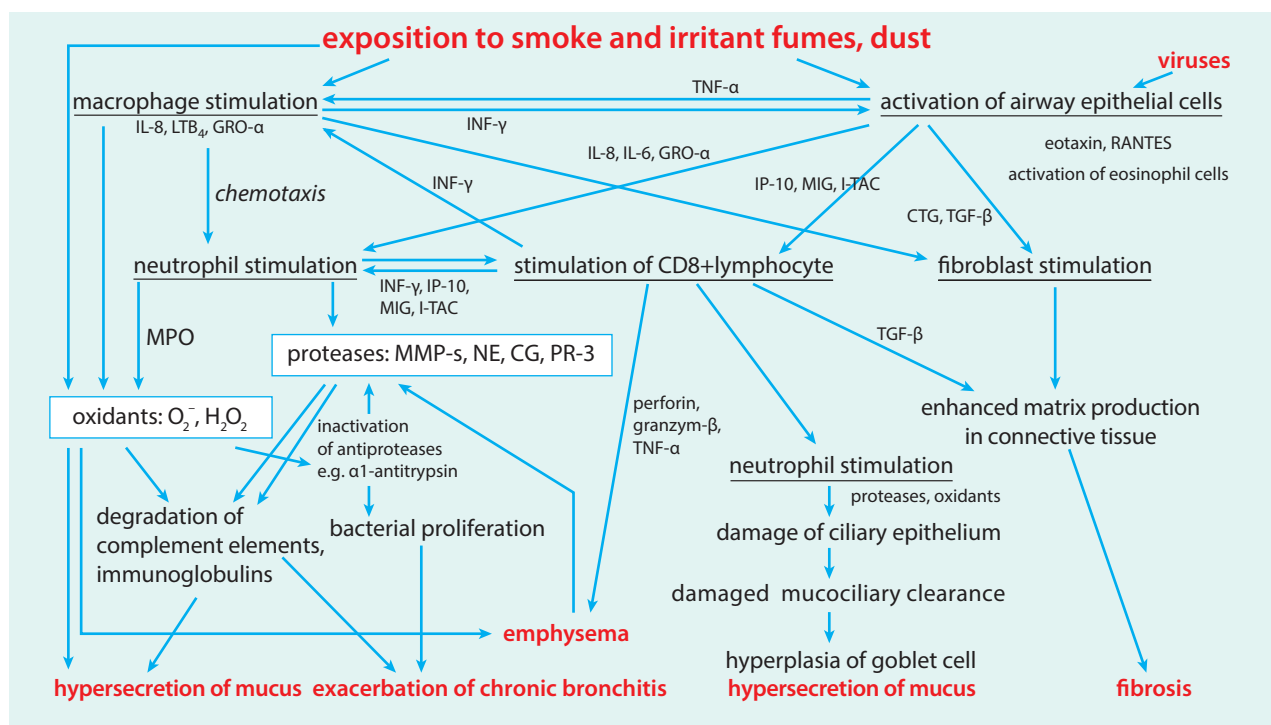 exposition to smoke and irritant fumes, dust
viruses
TNF-α
macrophage stimulation
activation of airway epithelial cells
IL-8, LTB₄, GRO-α
INF-γ
eotaxin, RANTES
IL-8, IL-6, GRO-α
activation of eosinophil cells
INF-γ
IP-10, MIG, I-TAC
chemotaxis
CTG, TGF-β
neutrophil stimulation
stimulation of CD8+lymphocyte
fibroblast stimulation
INF-γ, IP-10,
MIG, I-TAC
MPO
TGF-β
proteases: MMP-s, NE, CG, PR-3
oxidants: O₂⁻, H₂O₂
inactivation
of antiproteases
e.g. α1-antitrypsin
perforin,
granzym-β,
TNF-α
enhanced matrix production
in connective tissue
neutrophil stimulation
proteases, oxidants
degradation of
complement elements,
immunoglobulins
bacterial proliferation
damage of ciliary epithelium
damaged mucociliary clearance
emphysema
hyperplasia of goblet cell
hypersecretion of mucus
exacerbation of chronic bronchitis
hypersecretion of mucus
fibrosis